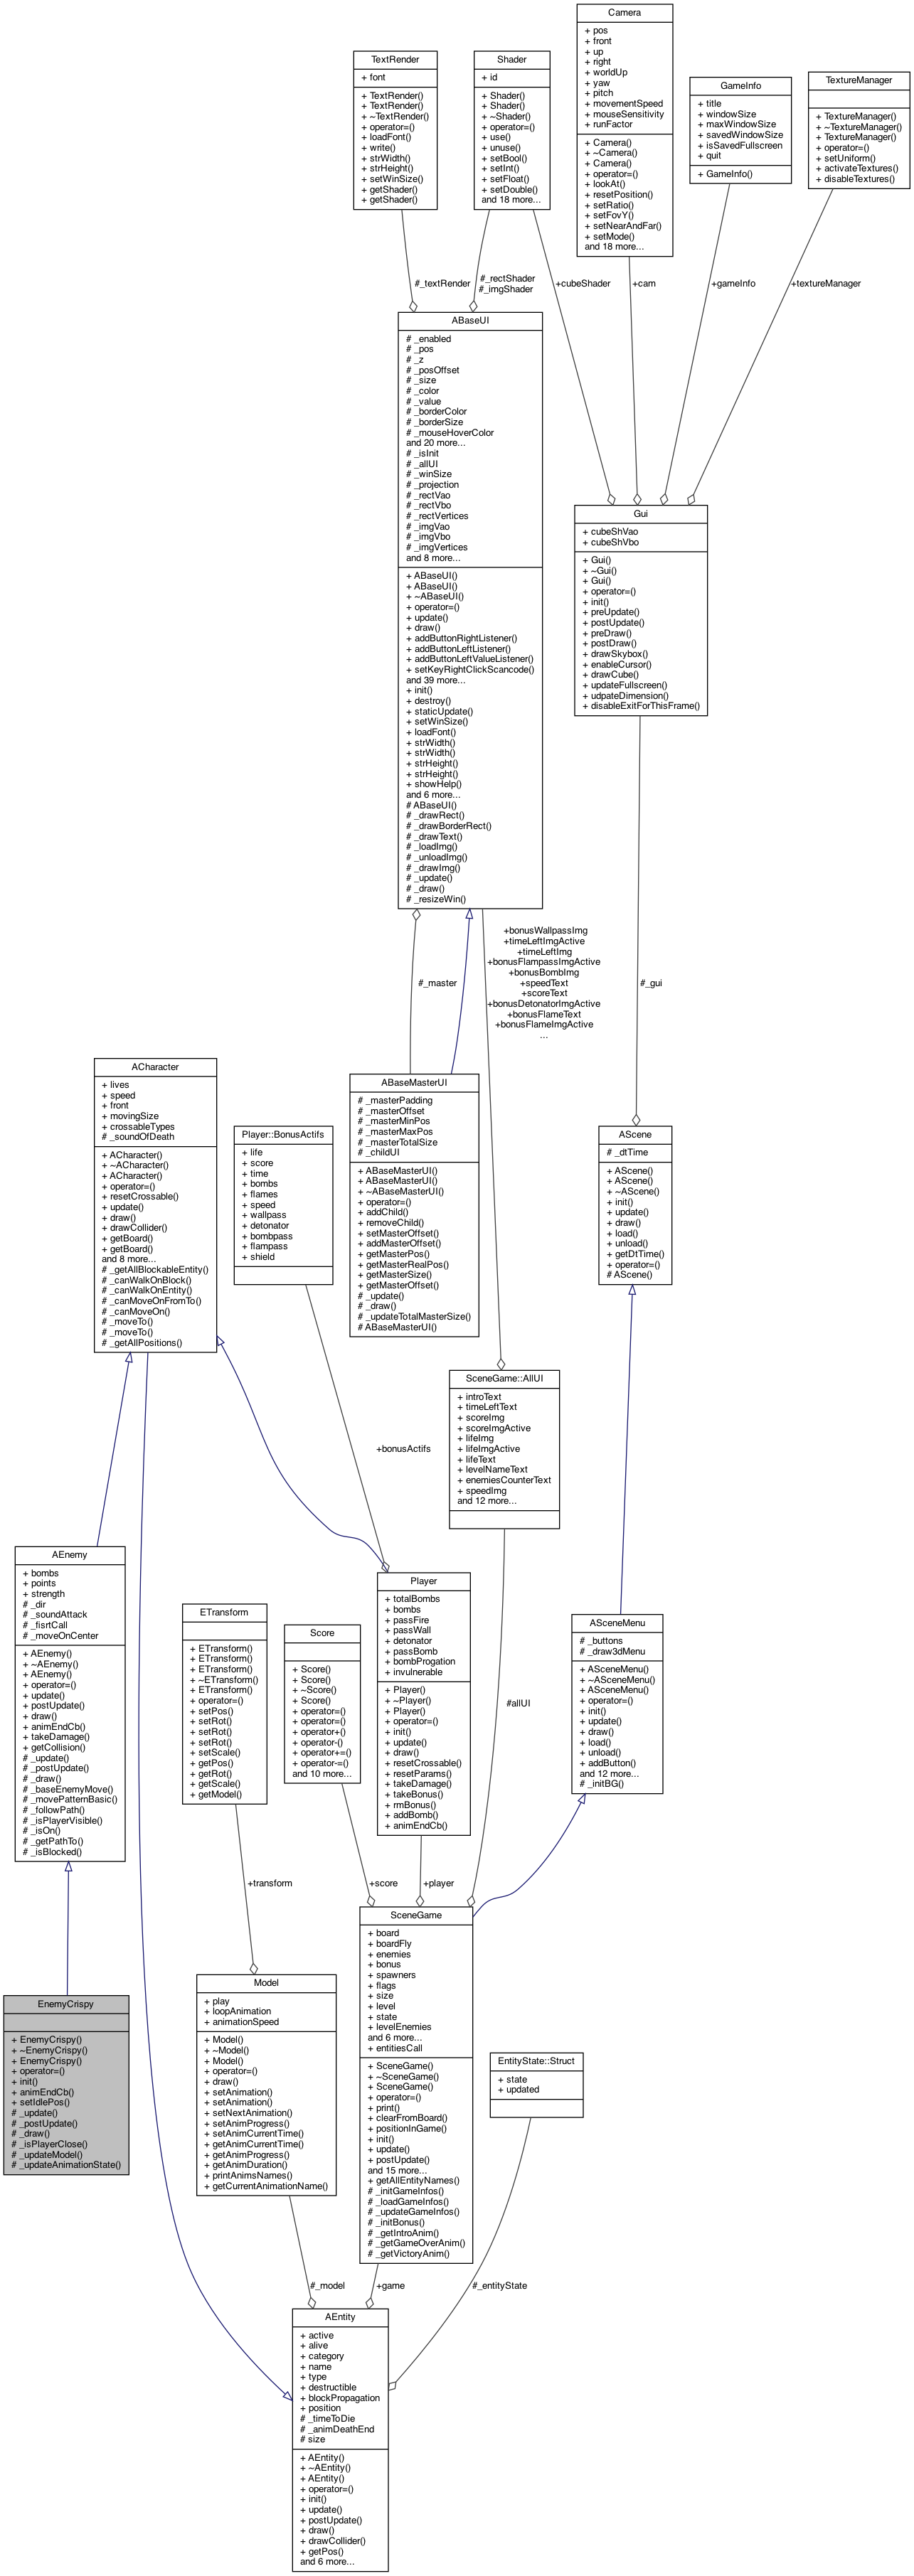 Camera
+ pos
+ front
+ up
+ right
+ worldUp
+ yaw
+ pitch
+ movementSpeed
+ mouseSensitivity
+ runFactor
+ Camera()
+ ~Camera()
+ Camera()
+ operator=()
+ lookAt()
+ resetPosition()
+ setRatio()
+ setFovY()
+ setNearAndFar()
+ setMode()
and 18 more...
TextRender
+ font
+ TextRender()
+ TextRender()
+ ~TextRender()
+ operator=()
+ loadFont()
+ write()
+ strWidth()
+ strHeight()
+ setWinSize()
+ getShader()
+ getShader()
Shader
+ id
+ Shader()
+ Shader()
+ ~Shader()
+ operator=()
+ use()
+ unuse()
+ setBool()
+ setInt()
+ setFloat()
+ setDouble()
and 18 more...
GameInfo
+ title
+ windowSize
+ maxWindowSize
+ savedWindowSize
+ isSavedFullscreen
+ quit
+ GameInfo()
TextureManager
+ TextureManager()
+ ~TextureManager()
+ TextureManager()
+ operator=()
+ setUniform()
+ activateTextures()
+ disableTextures()
#_textRender
#_rectShader
#_imgShader
+cubeShader
+cam
+gameInfo
+textureManager
ABaseUI
# _enabled
# _pos
# _z
# _posOffset
# _size
# _color
# _value
# _borderColor
# _borderSize
# _mouseHoverColor
and 20 more...
# _isInit
# _allUI
# _winSize
# _projection
# _rectVao
# _rectVbo
# _rectVertices
# _imgVao
# _imgVbo
# _imgVertices
and 8 more...
+ ABaseUI()
+ ABaseUI()
+ ~ABaseUI()
+ operator=()
+ update()
+ draw()
+ addButtonRightListener()
+ addButtonLeftListener()
+ addButtonLeftValueListener()
+ setKeyRightClickScancode()
and 39 more...
+ init()
+ destroy()
+ staticUpdate()
+ setWinSize()
+ loadFont()
+ strWidth()
+ strWidth()
+ strHeight()
+ strHeight()
+ showHelp()
and 6 more...
# ABaseUI()
# _drawRect()
# _drawBorderRect()
# _drawText()
# _loadImg()
# _unloadImg()
# _drawImg()
# _update()
# _draw()
# _resizeWin()
Gui
+ cubeShVao
+ cubeShVbo
+ Gui()
+ ~Gui()
+ Gui()
+ operator=()
+ init()
+ preUpdate()
+ postUpdate()
+ preDraw()
+ postDraw()
+ drawSkybox()
+ enableCursor()
+ drawCube()
+ updateFullscreen()
+ udpateDimension()
+ disableExitForThisFrame()
#_master
+bonusWallpassImg
+timeLeftImgActive
+timeLeftImg
+bonusFlampassImgActive
+bonusBombImg
+speedText
+scoreText
+bonusDetonatorImgActive
+bonusFlameText
+bonusFlameImgActive
...
#_gui
ACharacter
+ lives
+ speed
+ front
+ movingSize
+ crossableTypes
# _soundOfDeath
+ ACharacter()
+ ~ACharacter()
+ ACharacter()
+ operator=()
+ resetCrossable()
+ update()
+ draw()
+ drawCollider()
+ getBoard()
+ getBoard()
and 8 more...
# _getAllBlockableEntity()
# _canWalkOnBlock()
# _canWalkOnEntity()
# _canMoveOnFromTo()
# _canMoveOn()
# _moveTo()
# _moveTo()
# _getAllPositions()
Player::BonusActifs
+ life
+ score
+ time
+ bombs
+ flames
+ speed
+ wallpass
+ detonator
+ bombpass
+ flampass
+ shield
ABaseMasterUI
# _masterPadding
# _masterOffset
# _masterMinPos
# _masterMaxPos
# _masterTotalSize
# _childUI
+ ABaseMasterUI()
+ ABaseMasterUI()
+ ~ABaseMasterUI()
+ operator=()
+ addChild()
+ removeChild()
+ setMasterOffset()
+ addMasterOffset()
+ getMasterPos()
+ getMasterRealPos()
+ getMasterSize()
+ getMasterOffset()
# _update()
# _draw()
# _updateTotalMasterSize()
# ABaseMasterUI()
AScene
# _dtTime
+ AScene()
+ AScene()
+ ~AScene()
+ init()
+ update()
+ draw()
+ load()
+ unload()
+ getDtTime()
+ operator=()
# AScene()
SceneGame::AllUI
+ introText
+ timeLeftText
+ scoreImg
+ scoreImgActive
+ lifeImg
+ lifeImgActive
+ lifeText
+ levelNameText
+ enemiesCounterText
+ speedImg
and 12 more...
+bonusActifs
AEnemy
+ bombs
+ points
+ strength
# _dir
# _soundAttack
# _fisrtCall
# _moveOnCenter
+ AEnemy()
+ ~AEnemy()
+ AEnemy()
+ operator=()
+ update()
+ postUpdate()
+ draw()
+ animEndCb()
+ takeDamage()
+ getCollision()
# _update()
# _postUpdate()
# _draw()
# _baseEnemyMove()
# _movePatternBasic()
# _followPath()
# _isPlayerVisible()
# _isOn()
# _getPathTo()
# _isBlocked()
ETransform
+ ETransform()
+ ETransform()
+ ETransform()
+ ~ETransform()
+ ETransform()
+ operator=()
+ setPos()
+ setRot()
+ setRot()
+ setRot()
+ setScale()
+ getPos()
+ getRot()
+ getScale()
+ getModel()
Score
+ Score()
+ Score()
+ ~Score()
+ Score()
+ operator=()
+ operator=()
+ operator+()
+ operator-()
+ operator+=()
+ operator-=()
and 10 more...
Player
+ totalBombs
+ bombs
+ passFire
+ passWall
+ detonator
+ passBomb
+ bombProgation
+ invulnerable
+ Player()
+ ~Player()
+ Player()
+ operator=()
+ init()
+ update()
+ draw()
+ resetCrossable()
+ resetParams()
+ takeDamage()
+ takeBonus()
+ rmBonus()
+ addBomb()
+ animEndCb()
ASceneMenu
# _buttons
# _draw3dMenu
+ ASceneMenu()
+ ~ASceneMenu()
+ ASceneMenu()
+ operator=()
+ init()
+ update()
+ draw()
+ load()
+ unload()
+ addButton()
and 12 more...
# _initBG()
#allUI
+transform
+score
+player
EnemyCrispy
+ EnemyCrispy()
+ ~EnemyCrispy()
+ EnemyCrispy()
+ operator=()
+ init()
+ animEndCb()
+ setIdlePos()
# _update()
# _postUpdate()
# _draw()
# _isPlayerClose()
# _updateModel()
# _updateAnimationState()
Model
+ play
+ loopAnimation
+ animationSpeed
+ Model()
+ ~Model()
+ Model()
+ operator=()
+ draw()
+ setAnimation()
+ setAnimation()
+ setNextAnimation()
+ setAnimProgress()
+ setAnimCurrentTime()
+ getAnimCurrentTime()
+ getAnimProgress()
+ getAnimDuration()
+ printAnimsNames()
+ getCurrentAnimationName()
SceneGame
+ board
+ boardFly
+ enemies
+ bonus
+ spawners
+ flags
+ size
+ level
+ state
+ levelEnemies
and 6 more...
+ entitiesCall
+ SceneGame()
+ ~SceneGame()
+ SceneGame()
+ operator=()
+ print()
+ clearFromBoard()
+ positionInGame()
+ init()
+ update()
+ postUpdate()
and 15 more...
+ getAllEntityNames()
# _initGameInfos()
# _loadGameInfos()
# _updateGameInfos()
# _initBonus()
# _getIntroAnim()
# _getGameOverAnim()
# _getVictoryAnim()
EntityState::Struct
+ state
+ updated
#_model
+game
#_entityState
AEntity
+ active
+ alive
+ category
+ name
+ type
+ destructible
+ blockPropagation
+ position
# _timeToDie
# _animDeathEnd
# size
+ AEntity()
+ ~AEntity()
+ AEntity()
+ operator=()
+ init()
+ update()
+ postUpdate()
+ draw()
+ drawCollider()
+ getPos()
and 6 more...